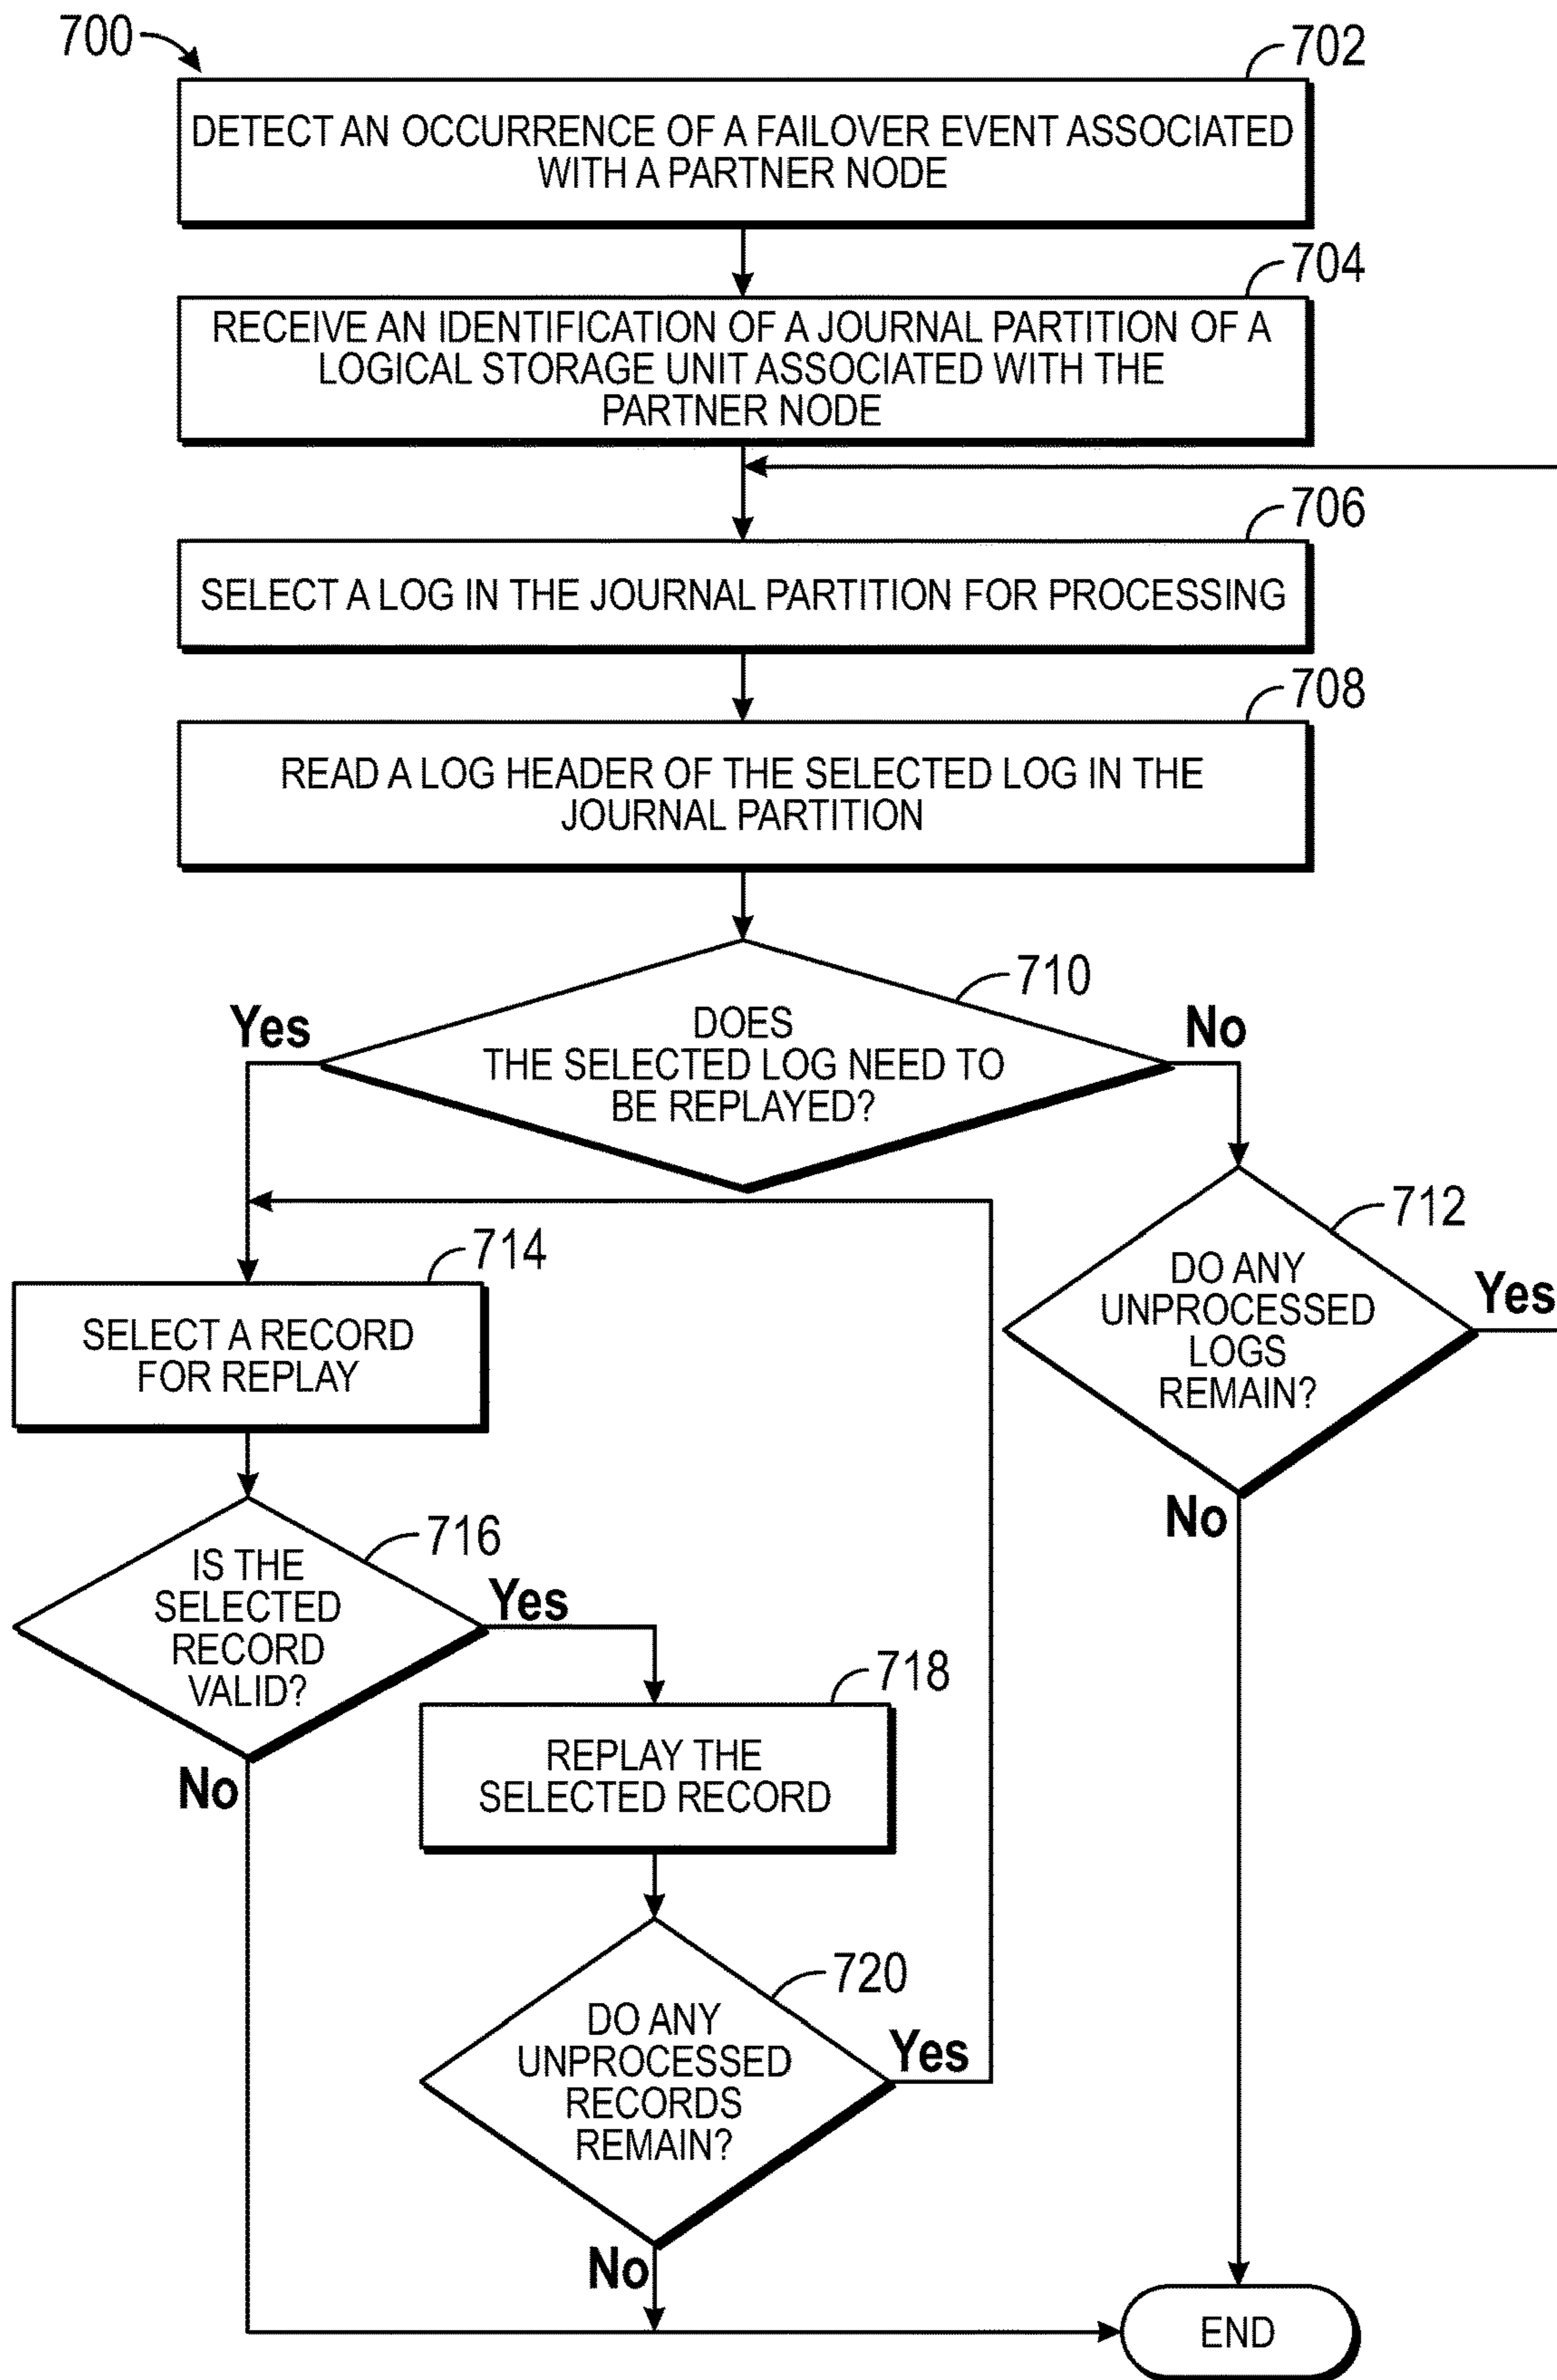 700
702
DETECT AN OCCURRENCE OF A FAILOVER EVENT ASSOCIATED
WITH A PARTNER NODE
704
RECEIVE AN IDENTIFICATION OF A JOURNAL PARTITION OF A
LOGICAL STORAGE UNIT ASSOCIATED WITH THE
PARTNER NODE
706
SELECT A LOG IN THE JOURNAL PARTITION FOR PROCESSING
708
READ A LOG HEADER OF THE SELECTED LOG IN THE
JOURNAL PARTITION
710
Yes
No
DOES
THE SELECTED LOG NEED TO
BE REPLAYED?
712
DO ANY
UNPROCESSED
LOGS
REMAIN?
Yes
No
714
SELECT A RECORD
FOR REPLAY
716
IS THE
SELECTED
RECORD
VALID?
Yes
No
718
REPLAY THE
SELECTED RECORD
720
DO ANY
UNPROCESSED
RECORDS
REMAIN?
Yes
No
END